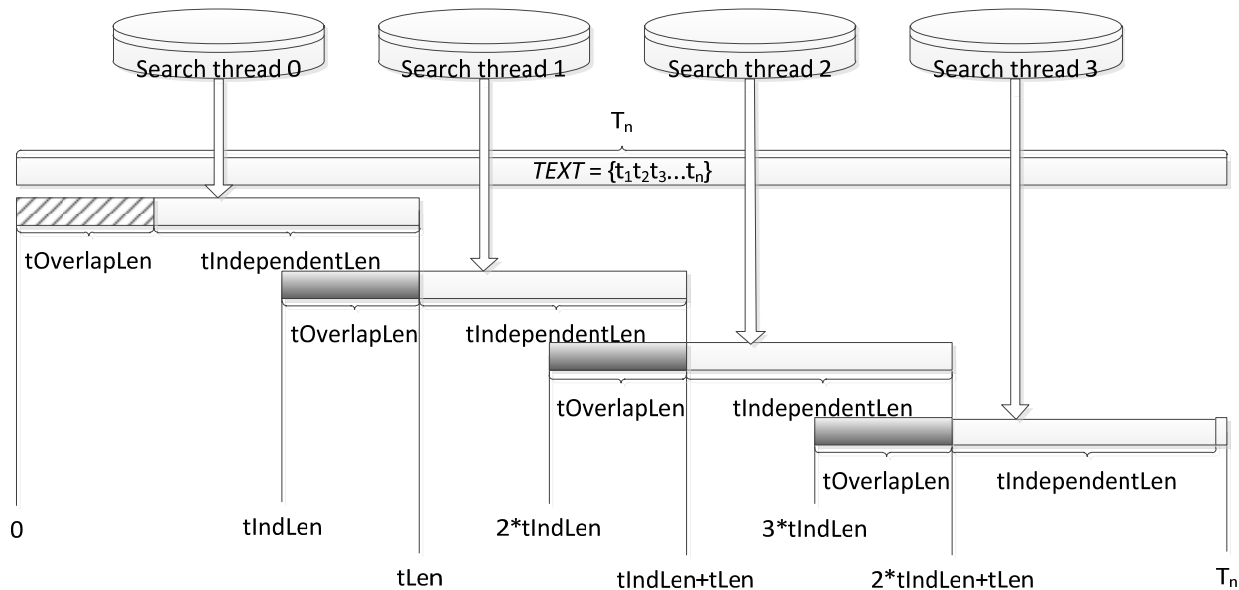 Search thread 0
Search thread 1
Search thread 2
Search thread 3
Tn
TEXT = {t1t2t3...tn}
tOverlapLen
tIndependentLen
tOverlapLen
tIndependentLen
tOverlapLen
tIndependentLen
tOverlapLen
tIndependentLen
0
tIndLen
2*tIndLen
3*tIndLen
tLen
tIndLen+tLen
2*tIndLen+tLen
Tn